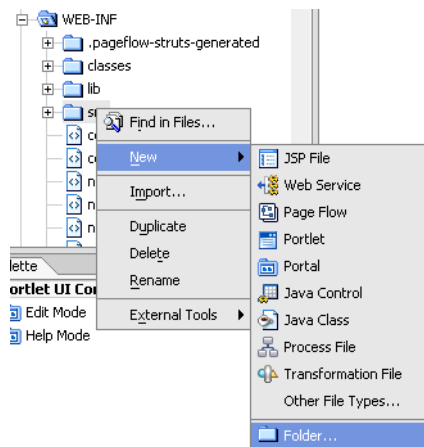 WEB-INF
.pageflow-struts-generated
classes
lib
Find in Files...
New
Import...
Duplicate
Delete
Rename
External Tools
JSP File
Web Service
Page Flow
Portlet
Portal
Java Control
Java Class
Process File
Transformation File
Other File Types...
Folder...
lette
ortlet UI Co
Edit Mode
Help Mode